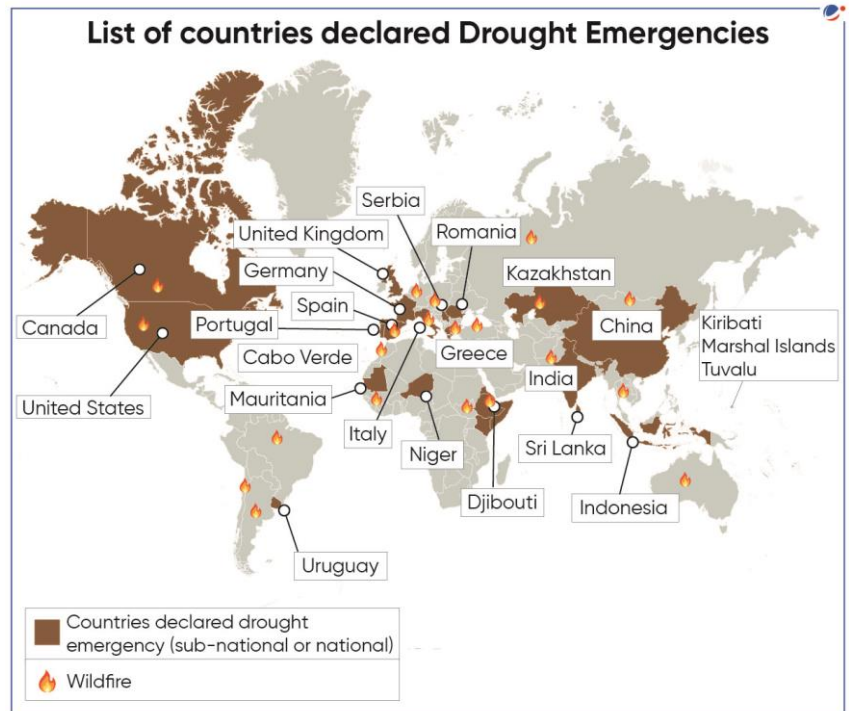 List of countries declared Drought Emergencies
Serbia
United Kingdom
Romania
Germany
Kazakhstan
Spain
Canada
Portugal
China
Kiribati
Marshal Islands
Tuvalu
Cabo Verde
Greece
India
Mauritania
United States
Italy
Niger
Sri Lanka
Djibouti
Indonesia
Uruguay
Countries declared drought
emergency (sub-national or national)
Wildfire